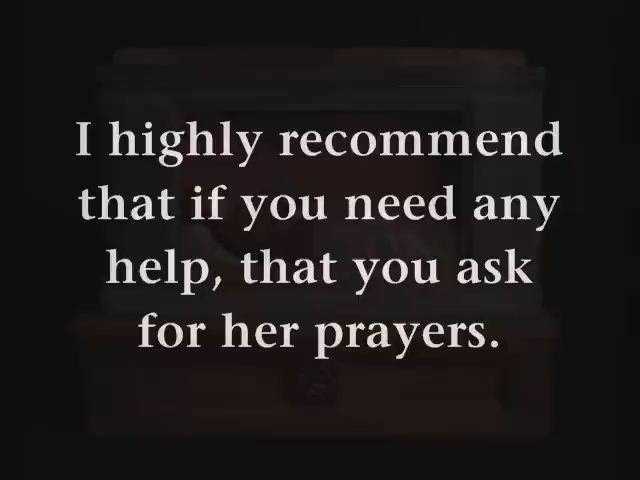 I highly recommend
that if you need any
help, that you ask
for her prayers.